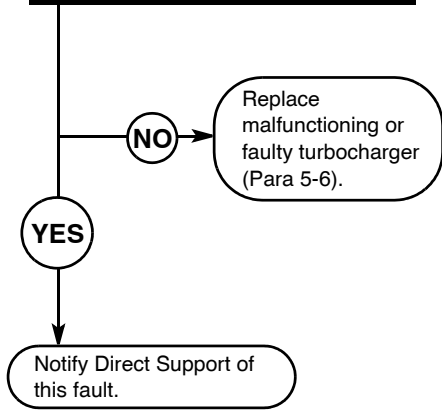 NO
Replace
malfunctioning or
faulty turbocharger
(Para 5-6).
YES
Notify Direct Support of
this fault.